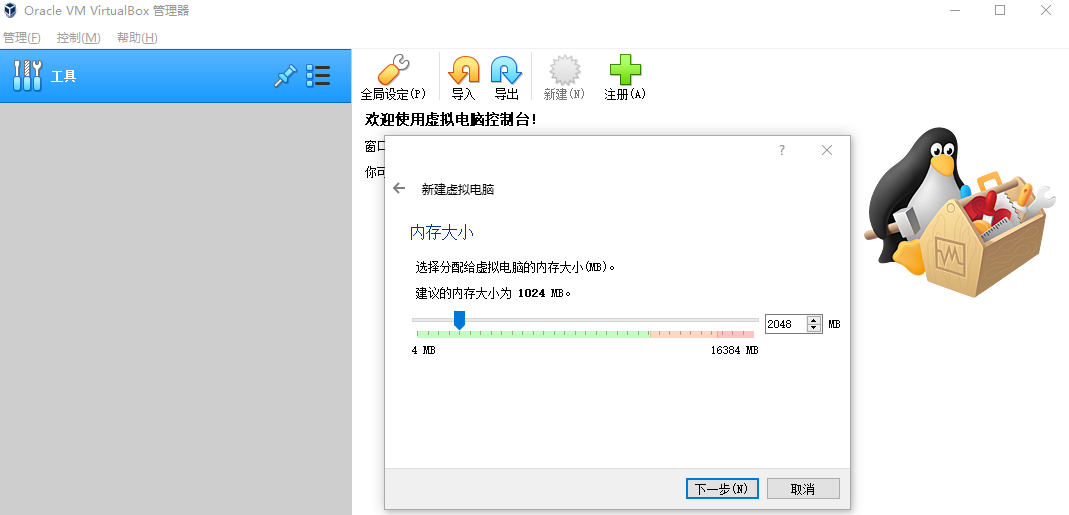 Oracle VM VirtualBox 管理器
管理(F) 控制(M) 帮助(H)
工具
全局设定(P) 导入 导出 新建(N) 注册(A)
欢迎使用虚拟电脑控制台!
窗口
你可
?
新建虚拟电脑
内存大小
选择分配给虚拟电脑的内存大小(MB)。
建议的内存大小为 1024 MB。
2048 MB
4 MB 16384 MB
下一步(N) 取消